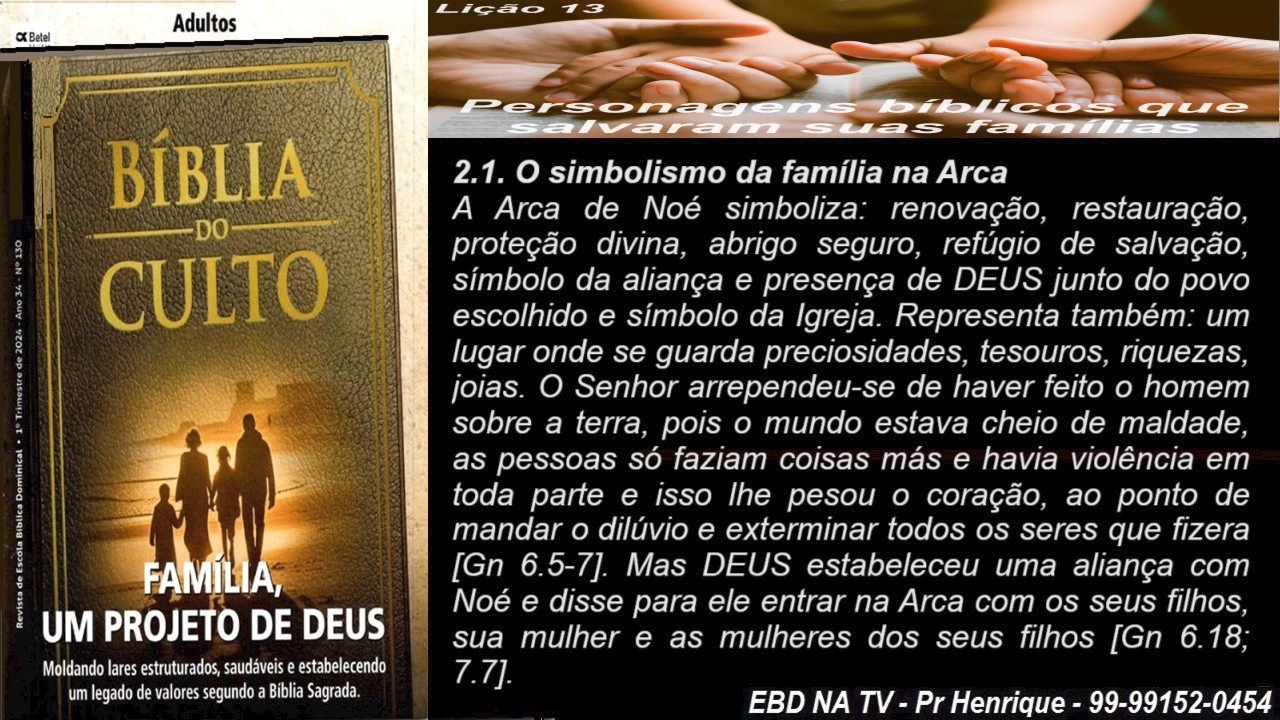 Adultos
Betel
BÍBLIA
DO
CULTO
FAMÍLIA,
UM PROJETO DE DEUS
Moldando lares estruturados, saudáveis e estabelecendo
um legado de valores segundo a Bíblia Sagrada.
Revista de Escola Bíblica Dominical • 1º Trimestre de 2024 - Ano 34 - Nº 130
Lição 13
Personagens bíblicos que
salvaram suas famílias
2.1. O simbolismo da família na Arca
A Arca de Noé simboliza: renovação, restauração,
proteção divina, abrigo seguro, refúgio de salvação,
símbolo da aliança e presença de DEUS junto do povo
escolhido e símbolo da Igreja. Representa também: um
lugar onde se guarda preciosidades, tesouros, riquezas,
joias. O Senhor arrependeu-se de haver feito o homem
sobre a terra, pois o mundo estava cheio de maldade,
as pessoas só faziam coisas más e havia violência em
toda parte e isso lhe pesou o coração, ao ponto de
mandar o dilúvio e exterminar todos os seres que fizera
[Gn 6.5-7]. Mas DEUS estabeleceu uma aliança com
Noé e disse para ele entrar na Arca com os seus filhos,
sua mulher e as mulheres dos seus filhos [Gn 6.18;
7.7].
EBD NA TV - Pr Henrique - 99-99152-0454